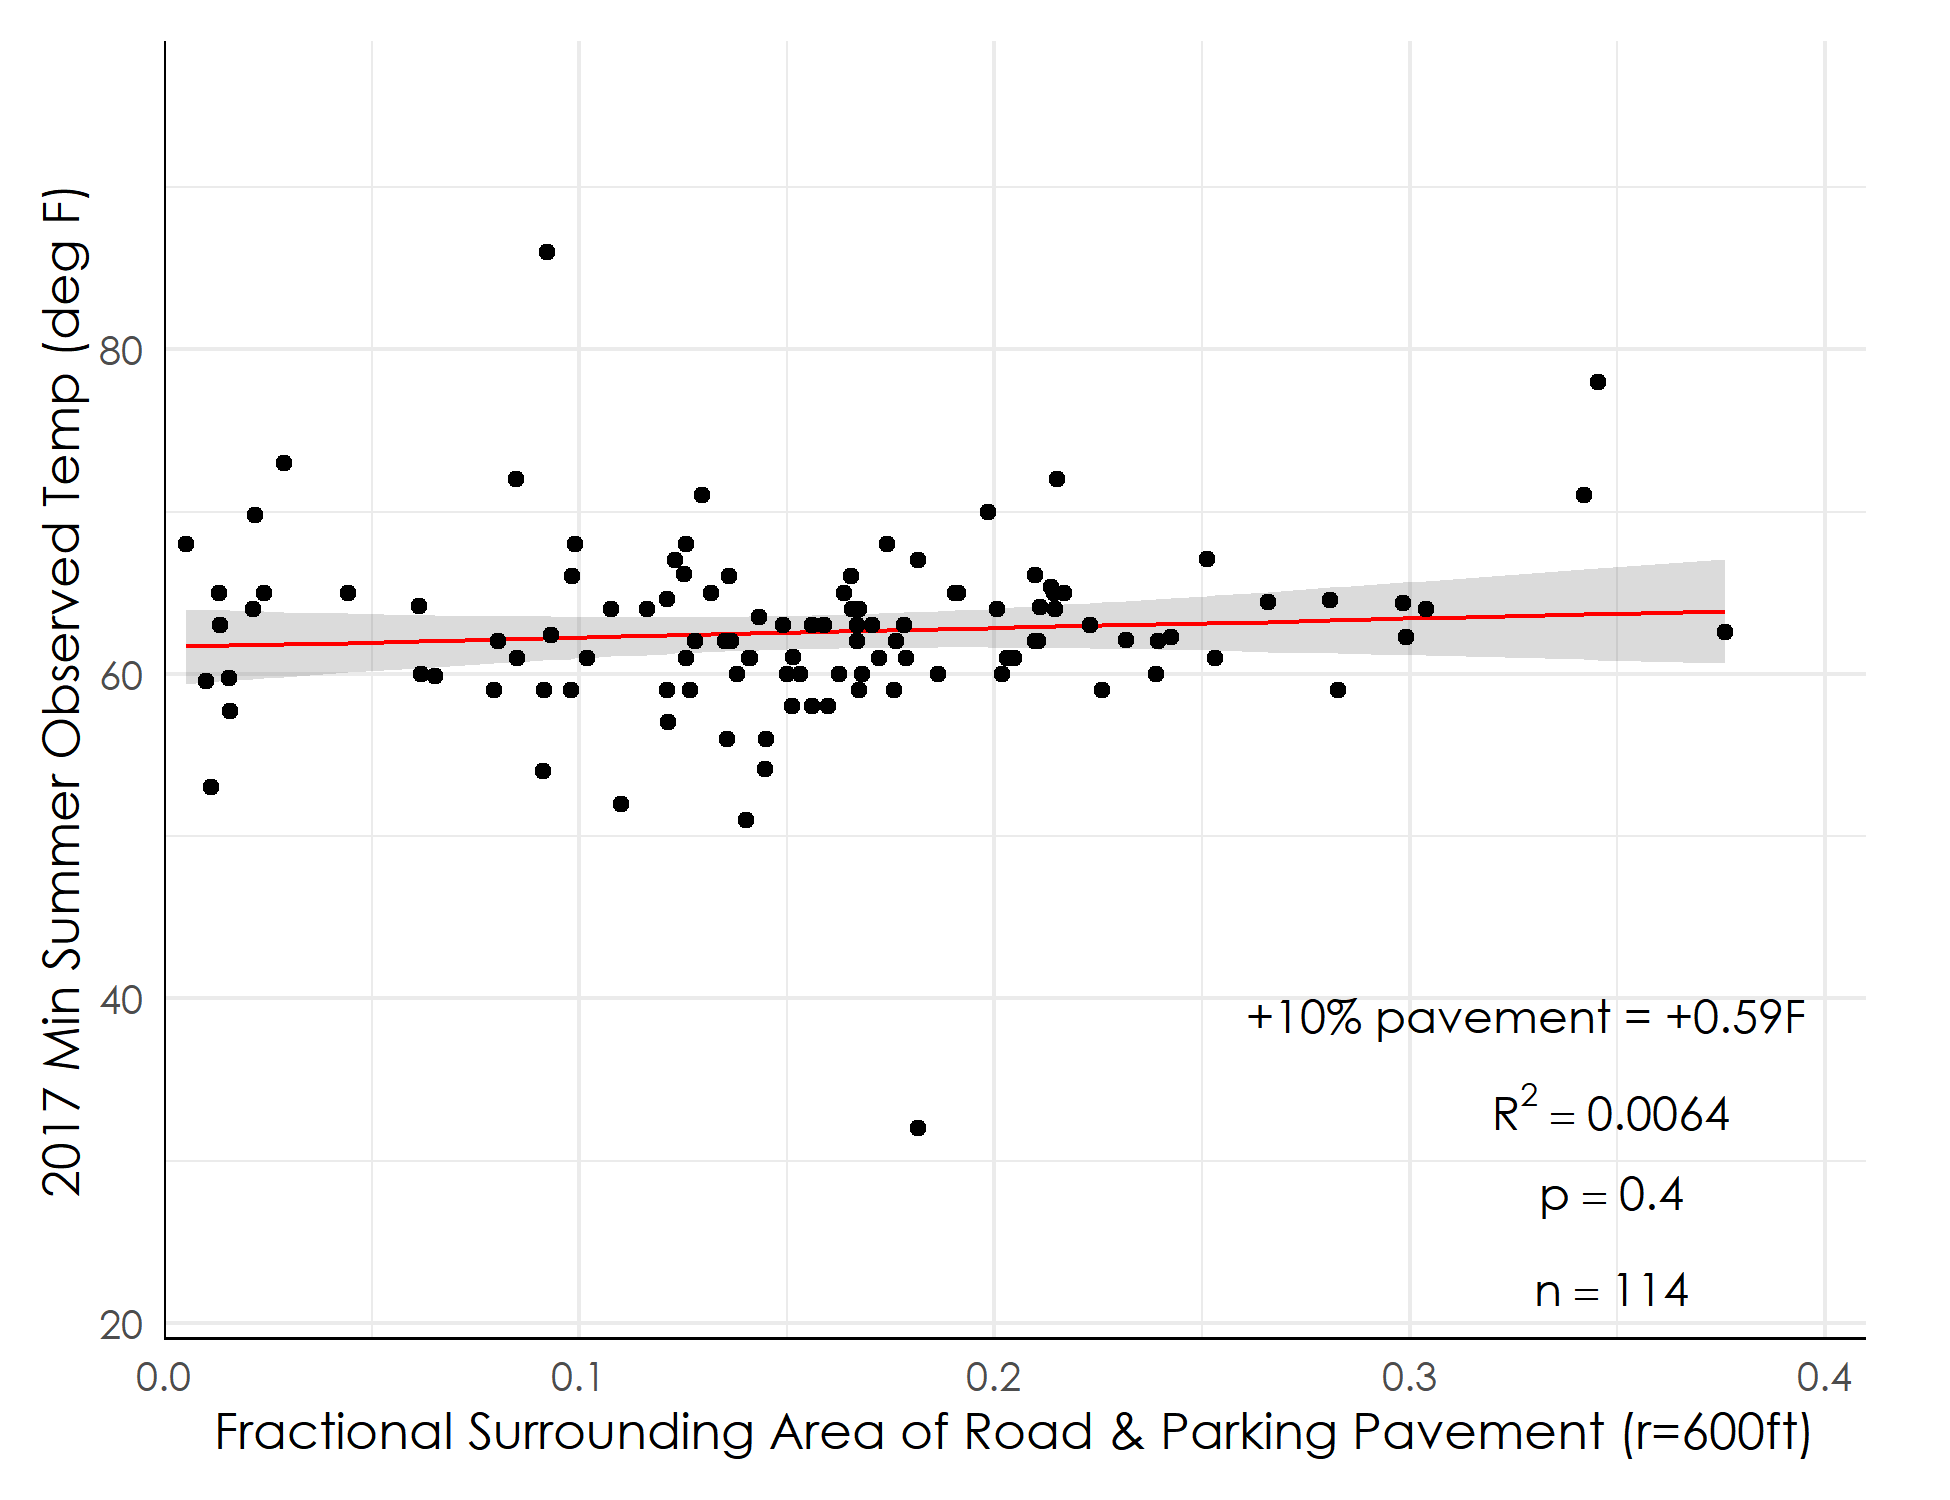 2017 Min Summer Observed Temp (deg F)
80
60
40
20
+10% pavement = +0.59F
R² = 0.0064
p = 0.4
n = 114
0.0 0.1 0.2 0.3 0.4
Fractional Surrounding Area of Road & Parking Pavement (r=600ft)